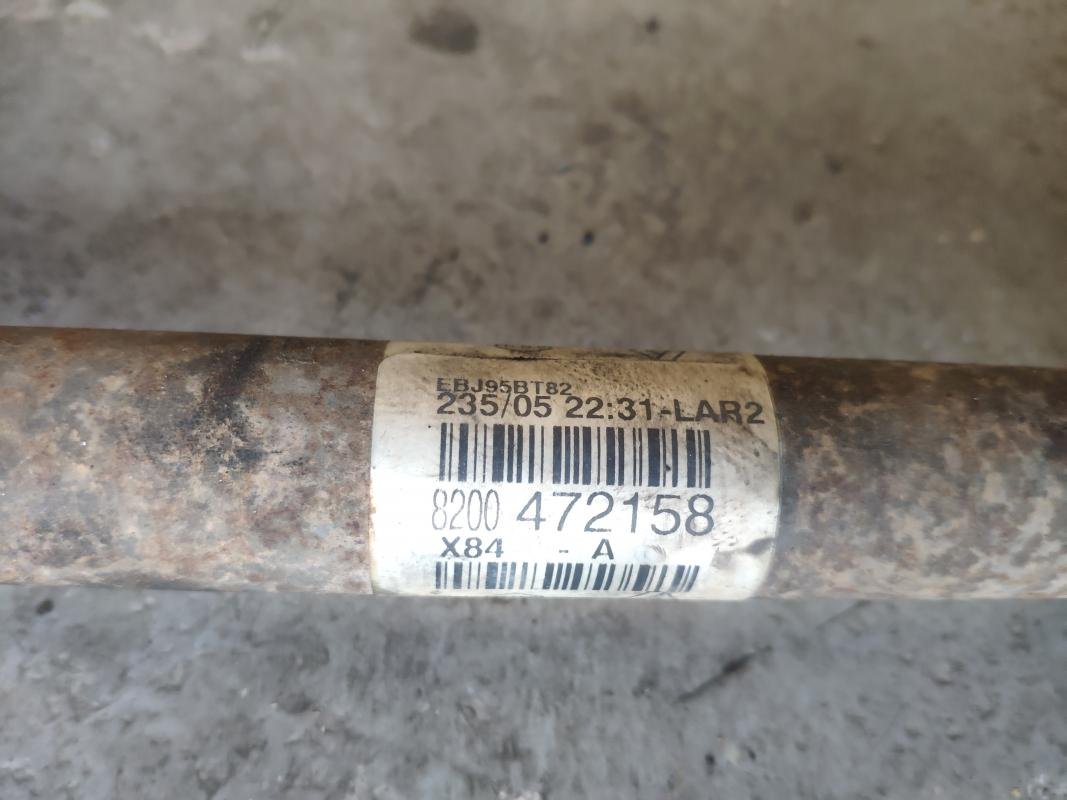 EBJ95BT82
235/05 22:31-LAR2
8200 472158
X84 - A